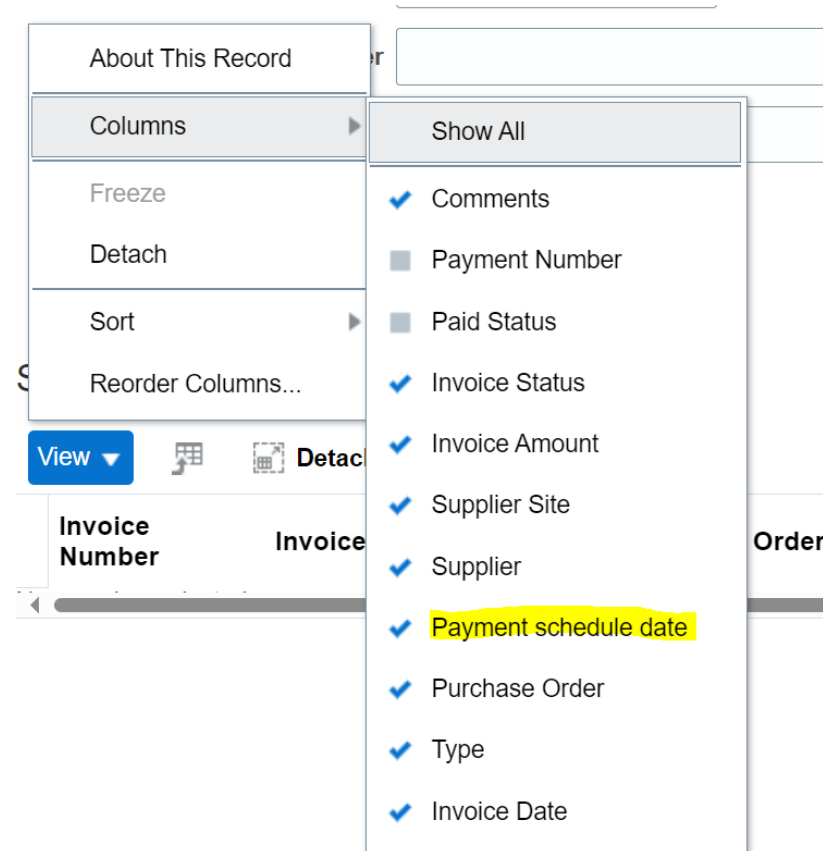 About This Record
Columns
Freeze
Detach
Sort
Reorder Columns...
Show All
Comments
Payment Number
Paid Status
Invoice Status
Invoice Amount
Supplier Site
Supplier
Payment schedule date
Purchase Order
Type
Invoice Date
View
Detac
Invoice
Number
Invoice
Order